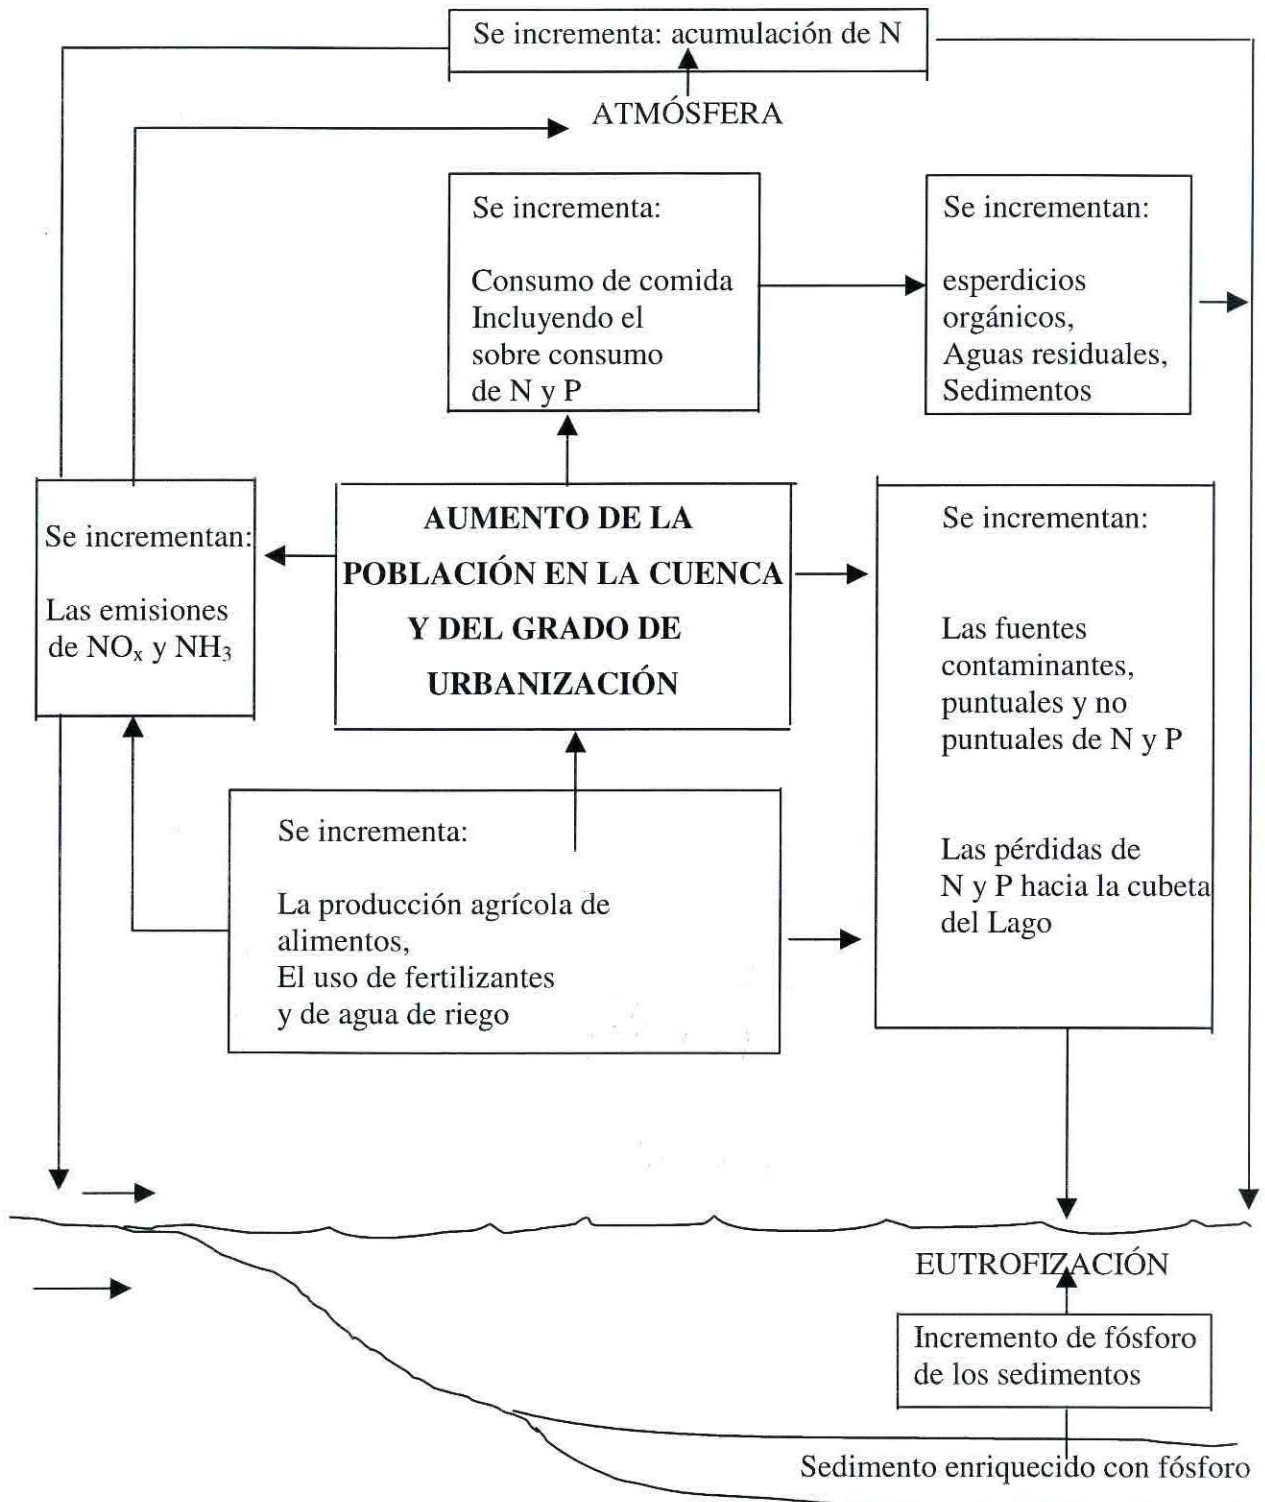 Se incrementa: acumulación de N
ATMÓSFERA
Se incrementa:
Consumo de comida
Incluyendo el
sobre consumo
de N y P
Se incrementan:
esperdicios
orgánicos,
Aguas residuales,
Sedimentos
Se incrementan:
Las emisiones
de NOₓ y NH₃
AUMENTO DE LA
POBLACIÓN EN LA CUENCA
Y DEL GRADO DE
URBANIZACIÓN
Se incrementan:
Las fuentes
contaminantes,
puntuales y no
puntuales de N y P
Las pérdidas de
N y P hacia la cubeta
del Lago
Se incrementa:
La producción agrícola de
alimentos,
El uso de fertilizantes
y de agua de riego
EUTROFIZACIÓN
Incremento de fósforo
de los sedimentos
Sedimento enriquecido con fósforo